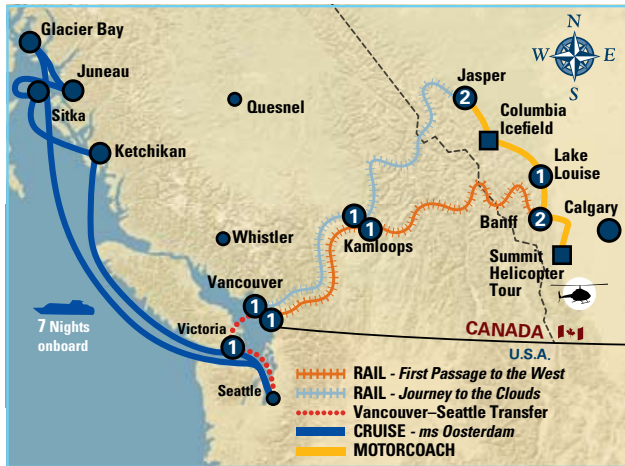 Glacier Bay
Juneau
Sitka
Ketchikan
Quesnel
Whistler
Vancouver
1
1
Victoria
1
Seattle
7 Nights
onboard
Jasper
2
Columbia
Icefield
Lake
Louise
1
Banff
2
Calgary
Summit
Helicopter
Tour
1
1
Kamloops
N
W
E
S
CANADA
U.S.A.
RAIL - First Passage to the West
RAIL - Journey to the Clouds
Vancouver–Seattle Transfer
CRUISE - ms Oosterdam
MOTORCOACH